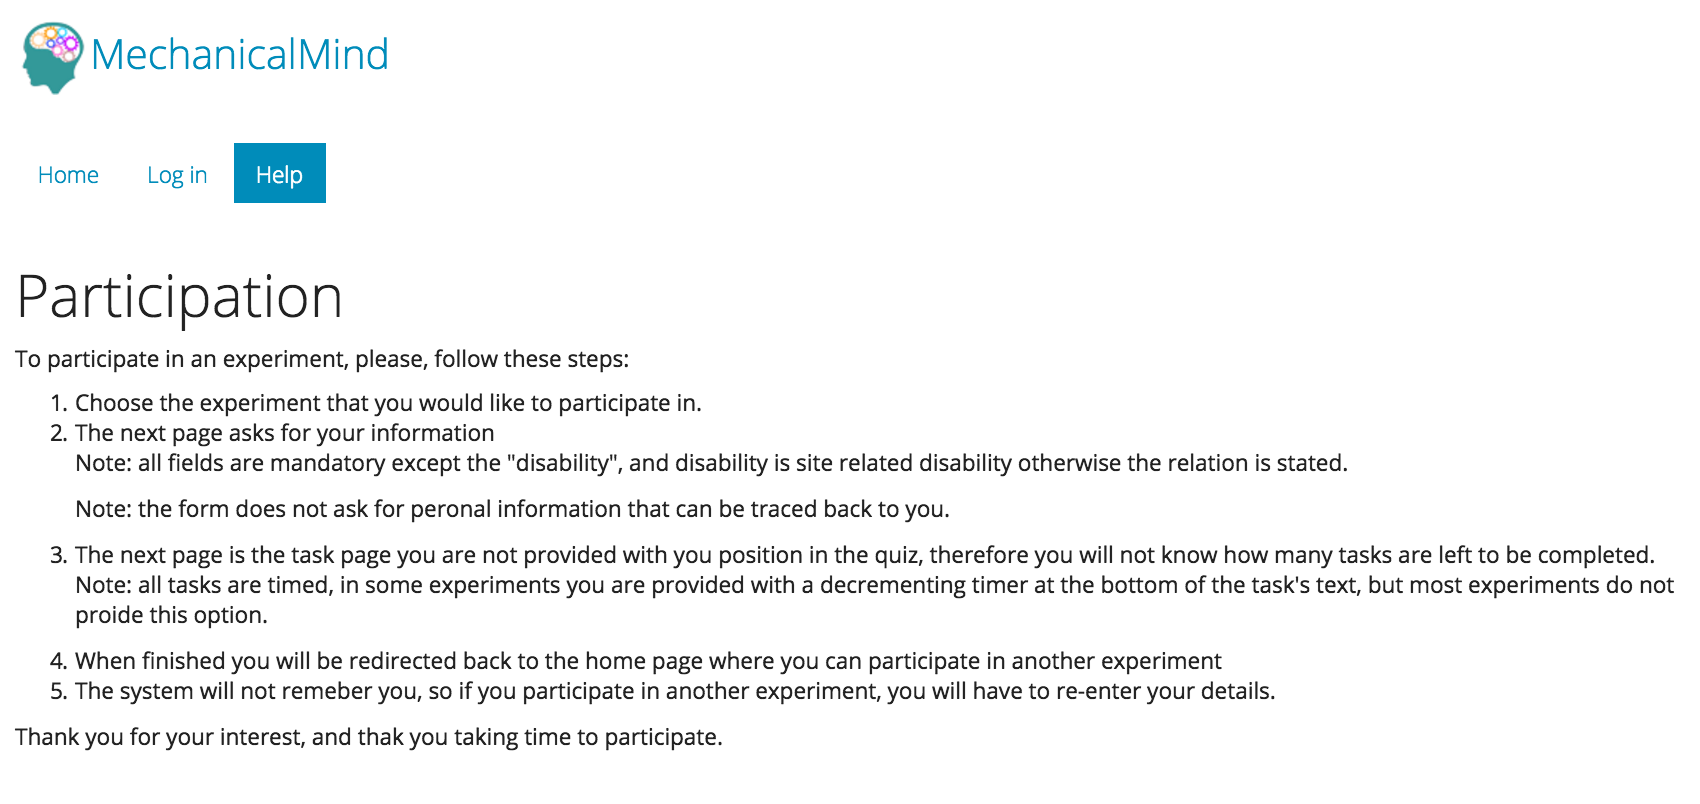 MechanicalMind
Home Log in Help
Participation
To participate in an experiment, please, follow these steps:
1. Choose the experiment that you would like to participate in.
2. The next page asks for your information
Note: all fields are mandatory except the "disability", and disability is site related disability otherwise the relation is stated.
Note: the form does not ask for peronal information that can be traced back to you.
3. The next page is the task page you are not provided with you position in the quiz, therefore you will not know how many tasks are left to be completed.
Note: all tasks are timed, in some experiments you are provided with a decrementing timer at the bottom of the task's text, but most experiments do not
proide this option.
4. When finished you will be redirected back to the home page where you can participate in another experiment
5. The system will not remeber you, so if you participate in another experiment, you will have to re-enter your details.
Thank you for your interest, and thak you taking time to participate.